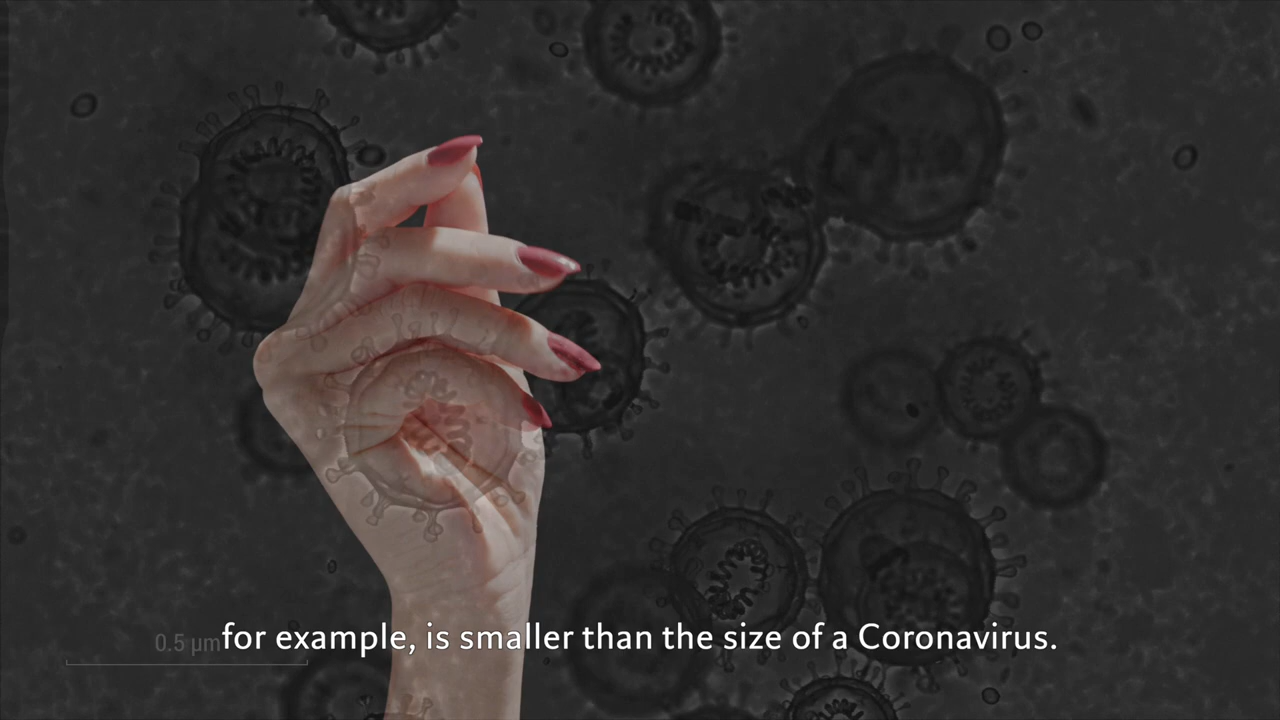 0.5 µm
for example, is smaller than the size of a Coronavirus.